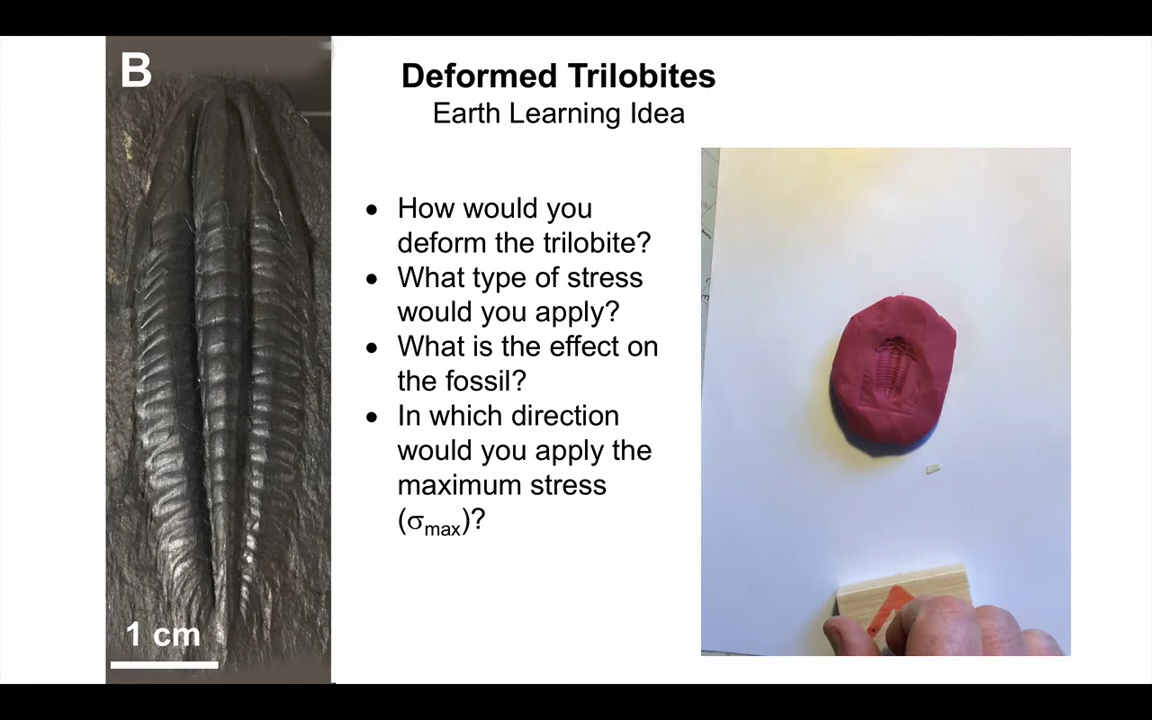 B
Deformed Trilobites
Earth Learning Idea
• How would you
deform the trilobite?
• What type of stress
would you apply?
• What is the effect on
the fossil?
• In which direction
would you apply the
maximum stress
(σmax)?
1 cm